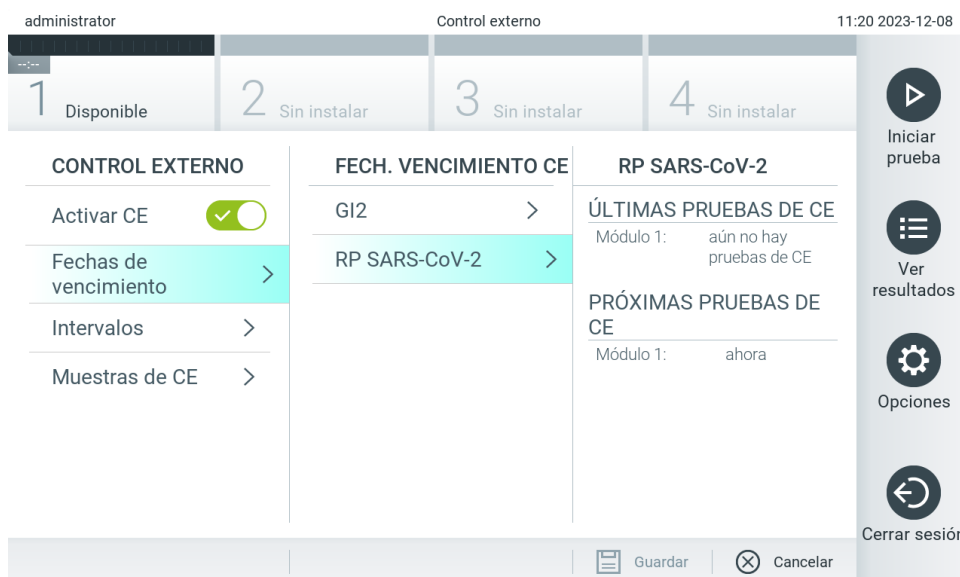 administrator Control externo 11:20 2023-12-08
--:--
1 Disponible 2 Sin instalar 3 Sin instalar 4 Sin instalar
Iniciar
prueba
CONTROL EXTERNO
Activar CE
Fechas de
vencimiento
Intervalos
Muestras de CE
FECH. VENCIMIENTO CE
GI2
RP SARS-CoV-2
RP SARS-CoV-2
ÚLTIMAS PRUEBAS DE CE
Módulo 1: aún no hay
pruebas de CE
PRÓXIMAS PRUEBAS DE
CE
Módulo 1: ahora
Ver
resultados
Opciones
Cerrar sesión
Guardar
Cancelar